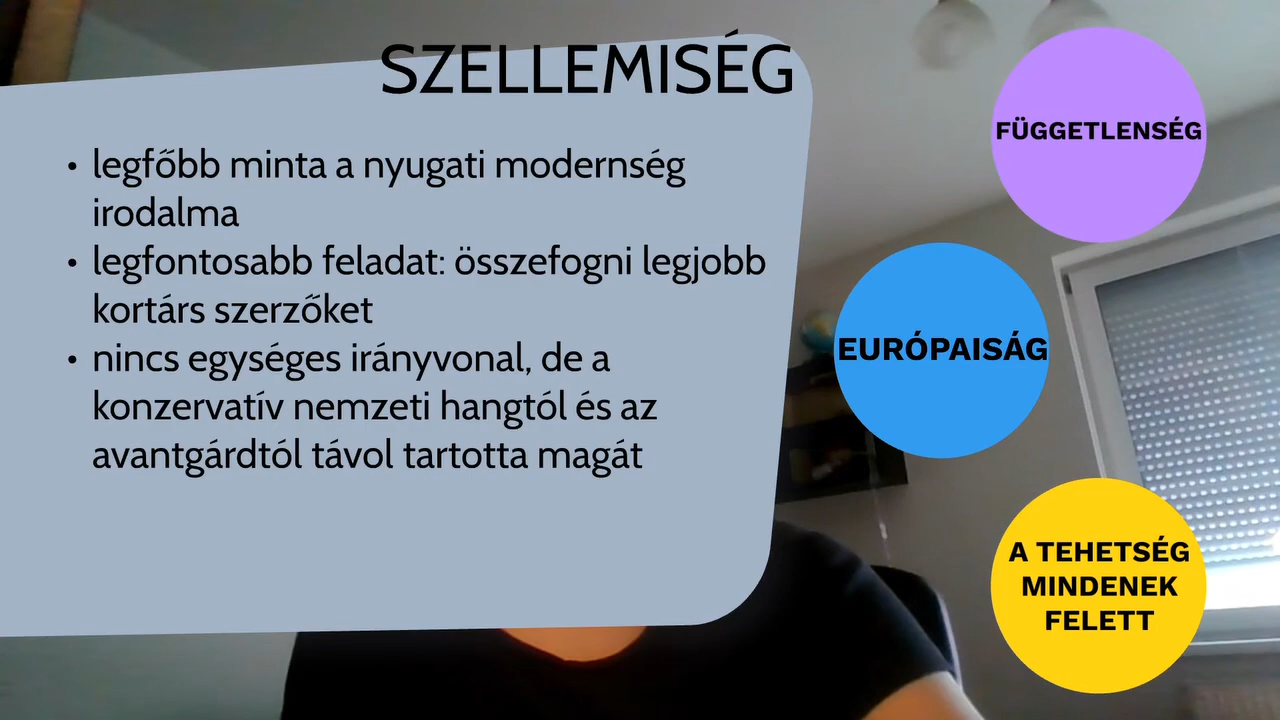 SZELLEMISÉG
• legfőbb minta a nyugati modernség
irodalma
• legfontosabb feladat: összefogni legjobb
kortárs szerzőket
• nincs egységes irányvonal, de a
konzervatív nemzeti hangtól és az
avantgárdtól távol tartotta magát
FÜGGETLENSÉG
EURÓPAISÁG
A TEHETSÉG
MINDENEK
FELETT